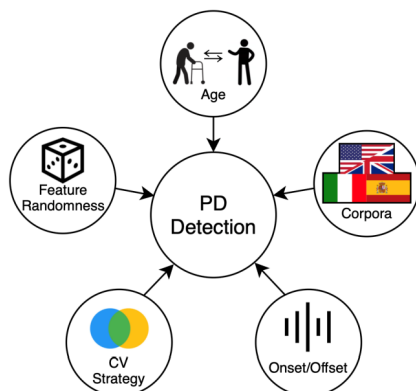 Age
Feature
Randomness
PD
Detection
Corpora
CV
Strategy
Onset/Offset